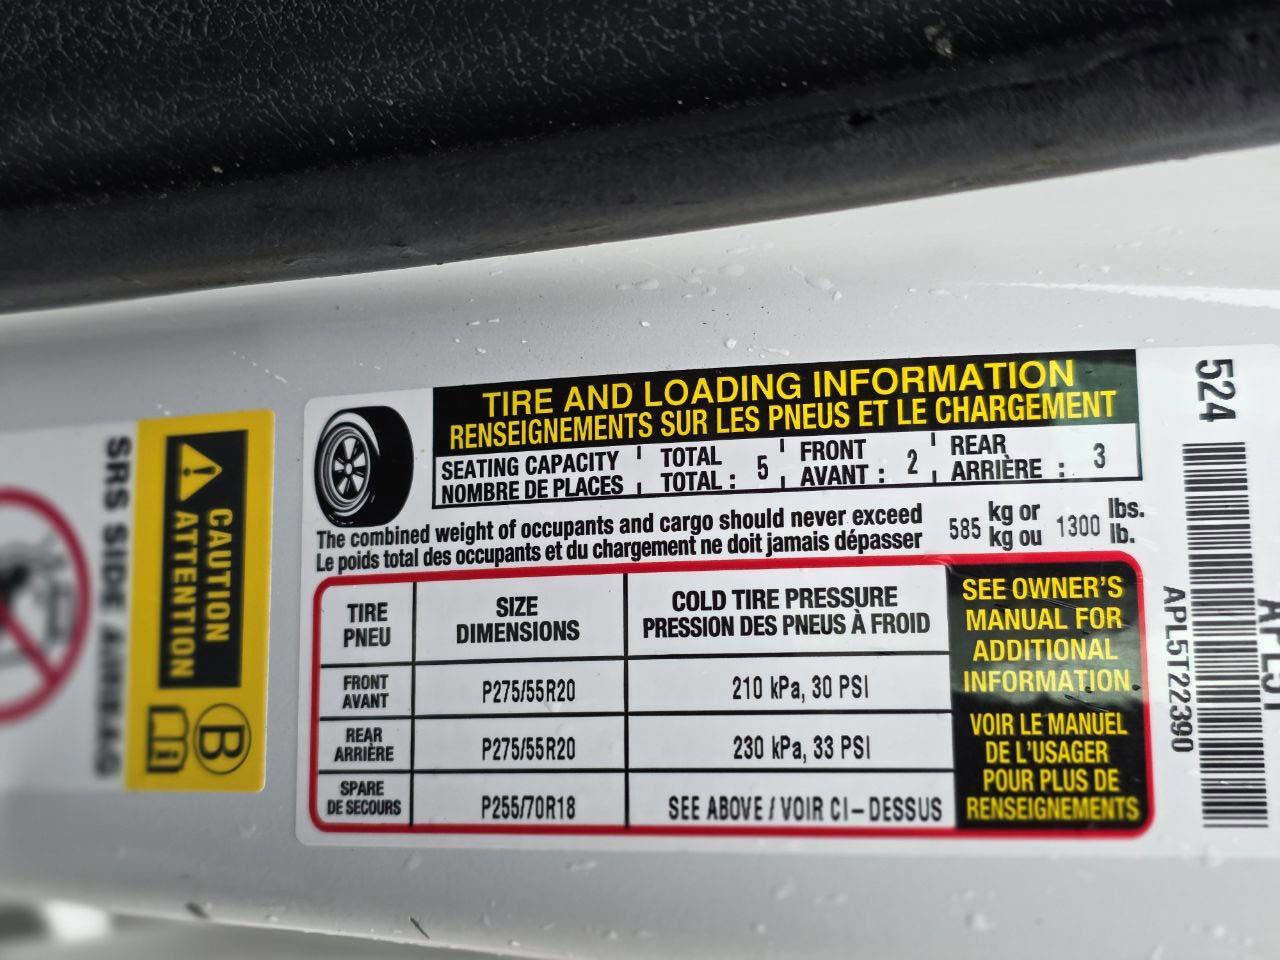 TIRE AND LOADING INFORMATION
RENSEIGNEMENTS SUR LES PNEUS ET LE CHARGEMENT
SEATING CAPACITY TOTAL FRONT REAR
NOMBRE DE PLACES TOTAL : 5 AVANT : 2 ARRIÈRE : 3
The combined weight of occupants and cargo should never exceed 585 kg or 1300 lbs.
Le poids total des occupants et du chargement ne doit jamais dépasser kg ou lb.
TIRE SIZE COLD TIRE PRESSURE
PNEU DIMENSIONS PRESSION DES PNEUS À FROID
FRONT
AVANT P275/55R20 210 kPa, 30 PSI
REAR
ARRIÈRE P275/55R20 230 kPa, 33 PSI
SPARE
DE SECOURS P255/70R18 SEE ABOVE / VOIR CI-DESSUS
SEE OWNER'S
MANUAL FOR
ADDITIONAL
INFORMATION
VOIR LE MANUEL
DE L'USAGER
POUR PLUS DE
RENSEIGNEMENTS
524
APL5T22390
CAUTION
ATTENTION
B
i
SRS SIDE AIRBAG